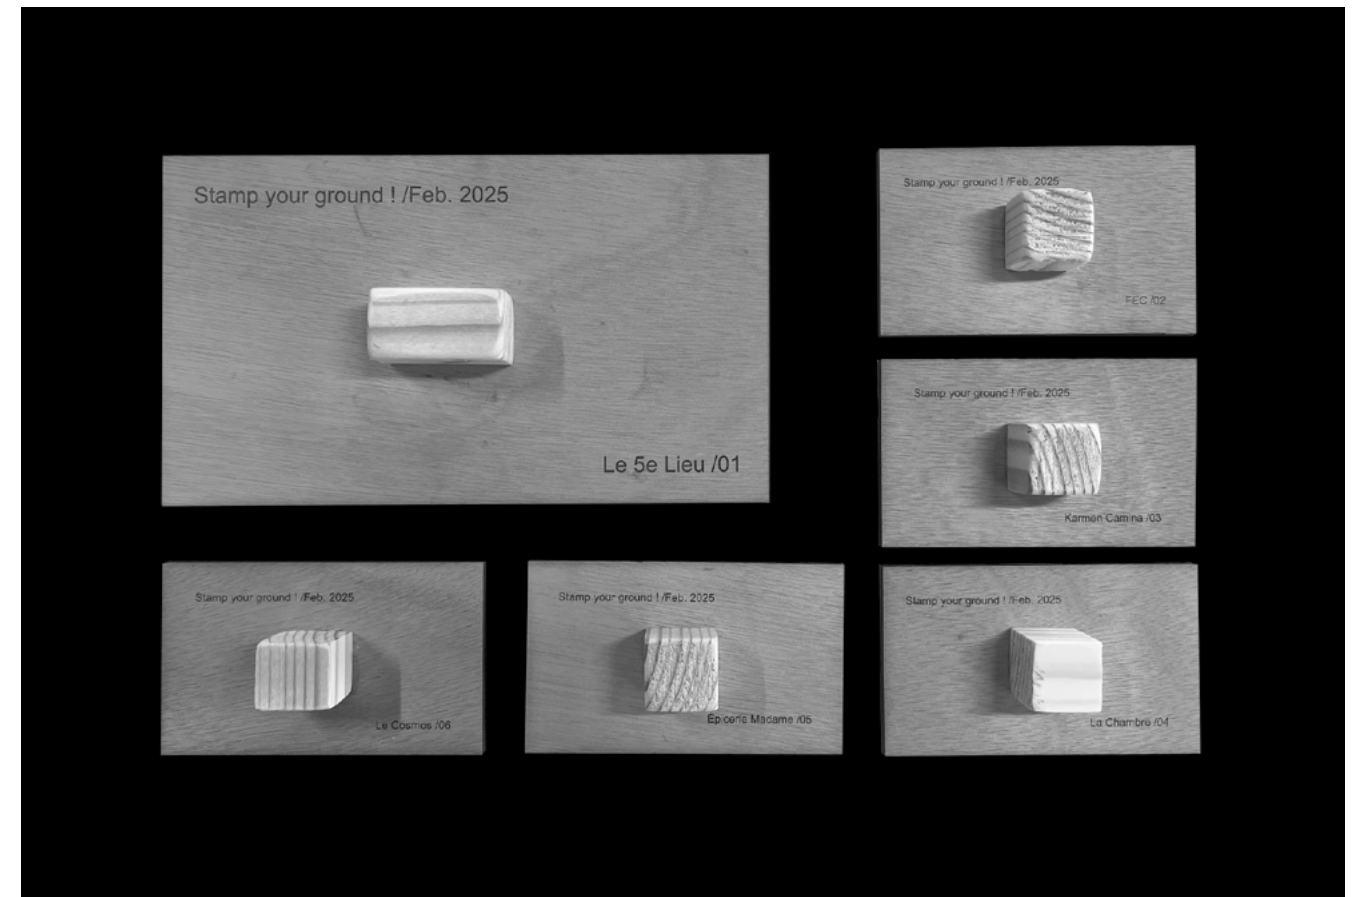 Stamp your ground ! /Feb. 2025
Le 5e Lieu /01
Stamp your ground ! /Feb. 2025
FEC /02
Stamp your ground ! /Feb. 2025
Karmen Camina /03
Stamp your ground ! /Feb. 2025
La Chambre /04
Stamp your ground ! /Feb. 2025
Épicerie Madame /05
Stamp your ground ! /Feb. 2025
Le Cosmos /06